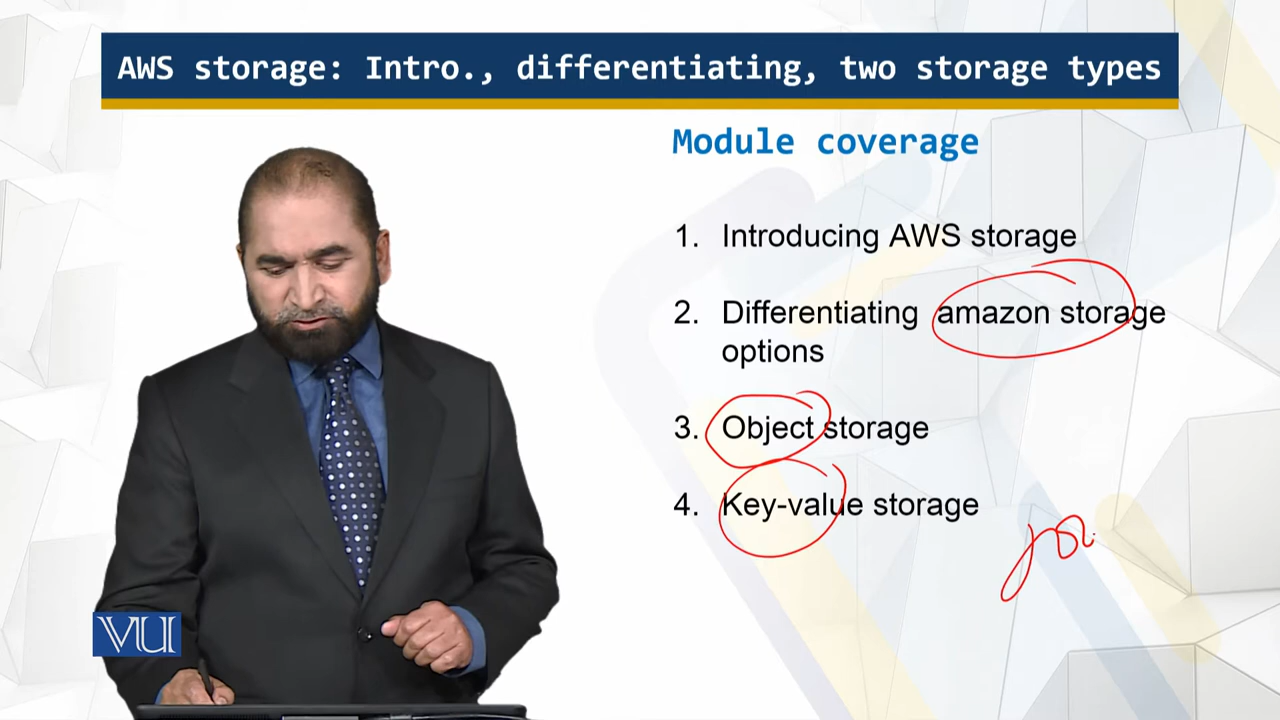 AWS storage: Intro., differentiating, two storage types
Module coverage
1. Introducing AWS storage
2. Differentiating amazon storage
options
3. Object storage
4. Key-value storage
VU